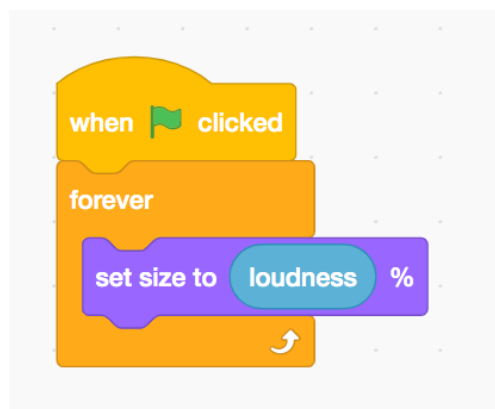 when clicked
forever
set size to loudness %